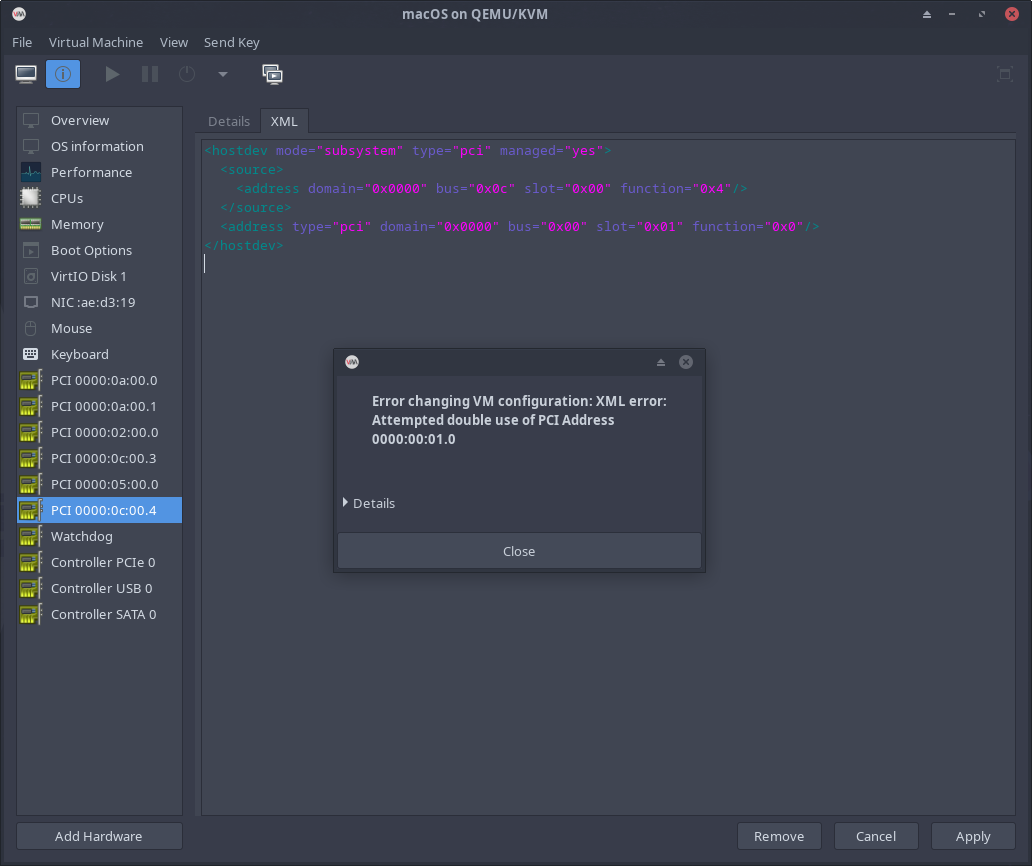 macOS on QEMU/KVM
File Virtual Machine View Send Key
Overview
OS information
Performance
CPUs
Memory
Boot Options
VirtIO Disk 1
NIC :ae:d3:19
Mouse
Keyboard
PCI 0000:0a:00.0
PCI 0000:0a:00.1
PCI 0000:02:00.0
PCI 0000:0c:00.3
PCI 0000:05:00.0
PCI 0000:0c:00.4
Watchdog
Controller PCIe 0
Controller USB 0
Controller SATA 0
Add Hardware
Details XML
<hostdev mode="subsystem" type="pci" managed="yes">
  <source>
    <address domain="0x0000" bus="0x0c" slot="0x00" function="0x4"/>
  </source>
  <address type="pci" domain="0x0000" bus="0x00" slot="0x01" function="0x0"/>
</hostdev>
Error changing VM configuration: XML error:
Attempted double use of PCI Address
0000:00:01.0
Details
Close
Remove Cancel Apply